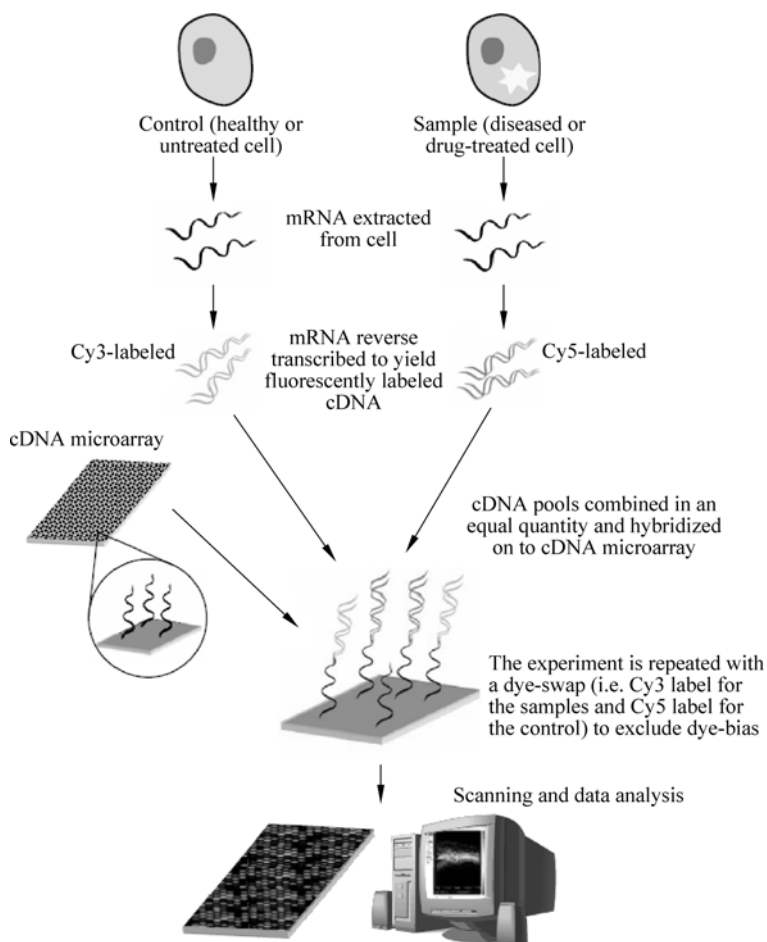 Control (healthy or
untreated cell)
Sample (diseased or
drug-treated cell)
mRNA extracted
from cell
Cy3-labeled
mRNA reverse
transcribed to yield
fluorescently labeled
cDNA
Cy5-labeled
cDNA microarray
cDNA pools combined in an
equal quantity and hybridized
on to cDNA microarray
The experiment is repeated with
a dye-swap (i.e. Cy3 label for
the samples and Cy5 label for
the control) to exclude dye-bias
Scanning and data analysis